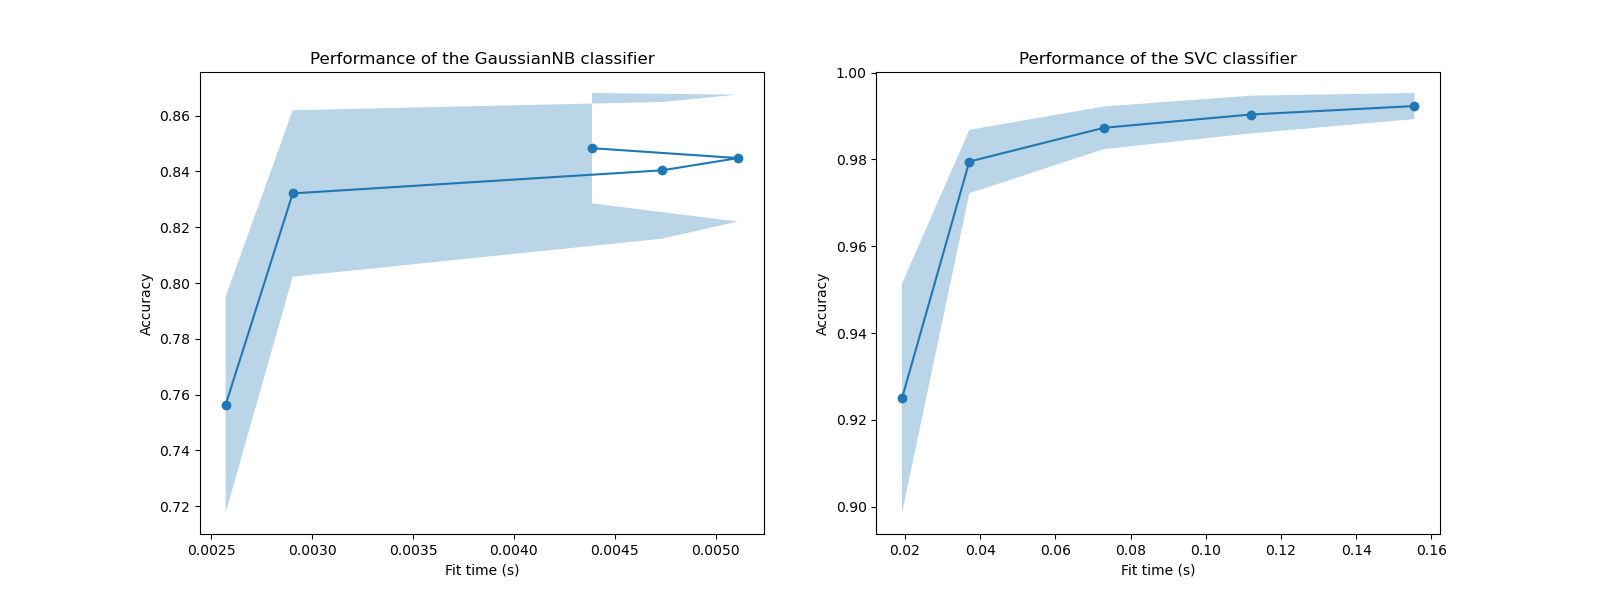 Performance of the GaussianNB classifier
Accuracy
0.86
0.84
0.82
0.80
0.78
0.76
0.74
0.72
0.0025 0.0030 0.0035 0.0040 0.0045 0.0050
Fit time (s)
Performance of the SVC classifier
Accuracy
1.00
0.98
0.96
0.94
0.92
0.90
0.02 0.04 0.06 0.08 0.10 0.12 0.14 0.16
Fit time (s)